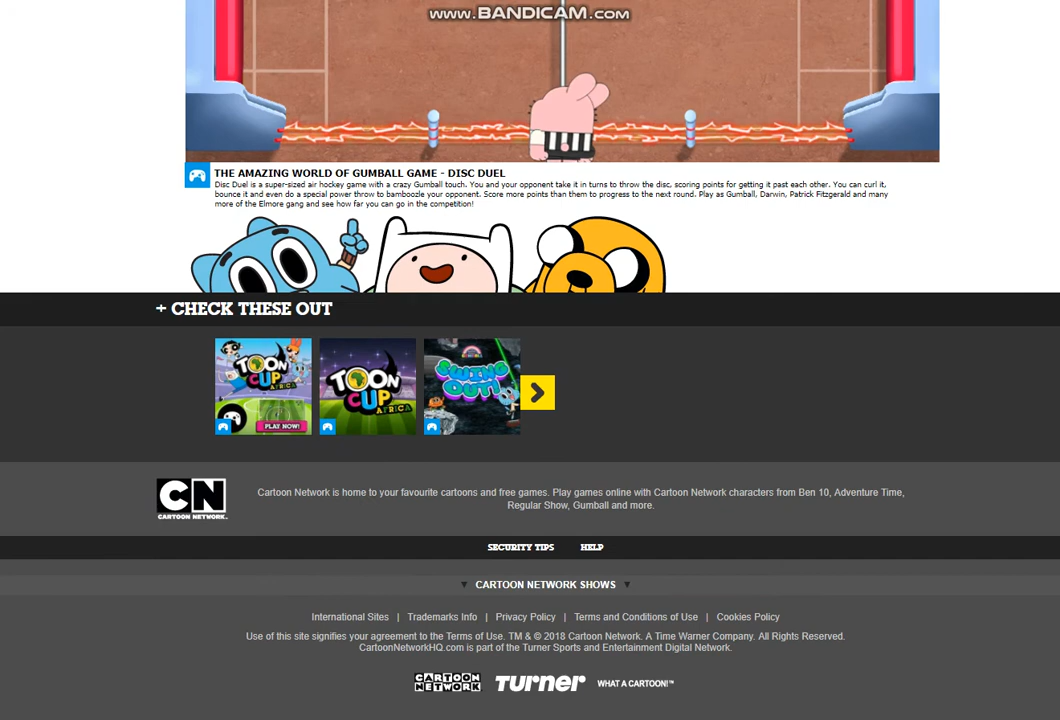 www.BANDICAM.com
THE AMAZING WORLD OF GUMBALL GAME - DISC DUEL
Disc Duel is a super-sized air hockey game with a crazy Gumball touch. You and your opponent take it in turns to throw the disc, scoring points for getting it past each other. You can curl it,
bounce it and even do a special power throw to bamboozle your opponent. Score more points than them to progress to the next round. Play as Gumball, Darwin, Patrick Fitzgerald and many
more of the Elmore gang and see how far you can go in the competition!
+ CHECK THESE OUT
TOON CUP AFRICA
PLAY NOW!
TOON CUP AFRICA
SWING OUT!
CN
CARTOON NETWORK.
Cartoon Network is home to your favourite cartoons and free games. Play games online with Cartoon Network characters from Ben 10, Adventure Time,
Regular Show, Gumball and more.
SECURITY TIPS HELP
▼ CARTOON NETWORK SHOWS ▼
International Sites | Trademarks Info | Privacy Policy | Terms and Conditions of Use | Cookies Policy
Use of this site signifies your agreement to the Terms of Use. TM & © 2018 Cartoon Network. A Time Warner Company. All Rights Reserved.
CartoonNetworkHQ.com is part of the Turner Sports and Entertainment Digital Network.
CARTOON NETWORK Turner WHAT A CARTOON!™